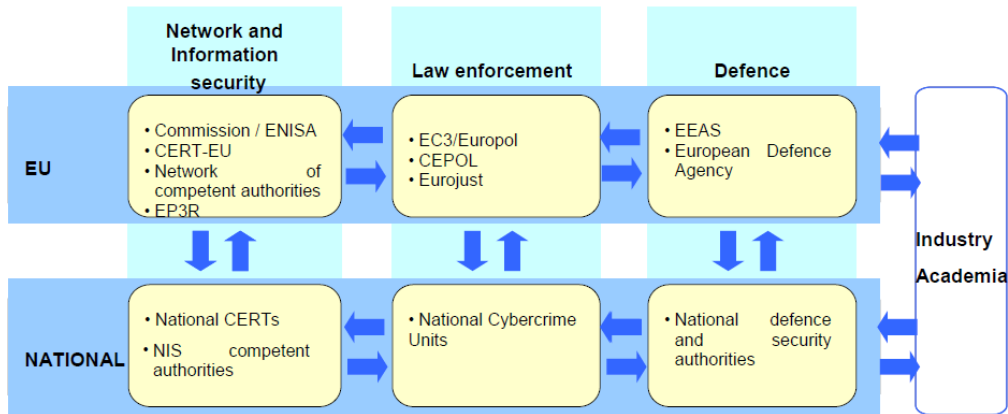 Network and
Information
security
Law enforcement
Defence
EU
• Commission / ENISA
• CERT-EU
• Network of
competent authorities
• EP3R
• EC3/Europol
• CEPOL
• Eurojust
• EEAS
• European Defence
Agency
Industry
Academia
NATIONAL
• National CERTs
• NIS competent
authorities
• National Cybercrime
Units
• National defence
and security
authorities